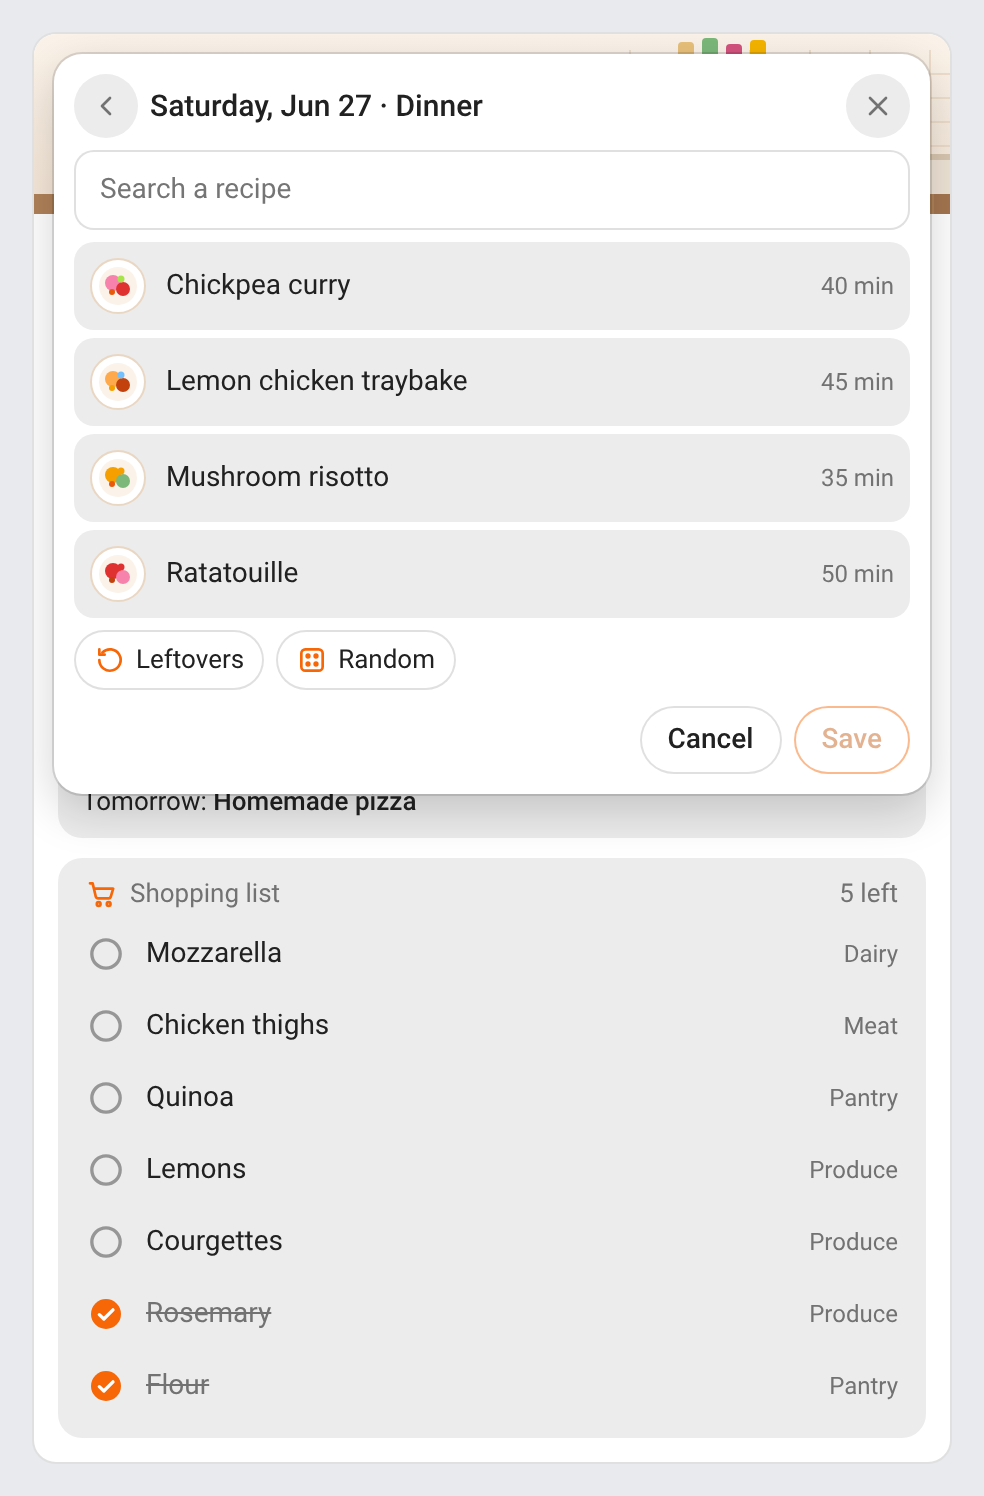 Saturday, Jun 27 · Dinner
Search a recipe
Chickpea curry 40 min
Lemon chicken traybake 45 min
Mushroom risotto 35 min
Ratatouille 50 min
Leftovers Random
Cancel Save
Tomorrow: Homemade pizza
Shopping list 5 left
Mozzarella Dairy
Chicken thighs Meat
Quinoa Pantry
Lemons Produce
Courgettes Produce
Rosemary Produce
Flour Pantry